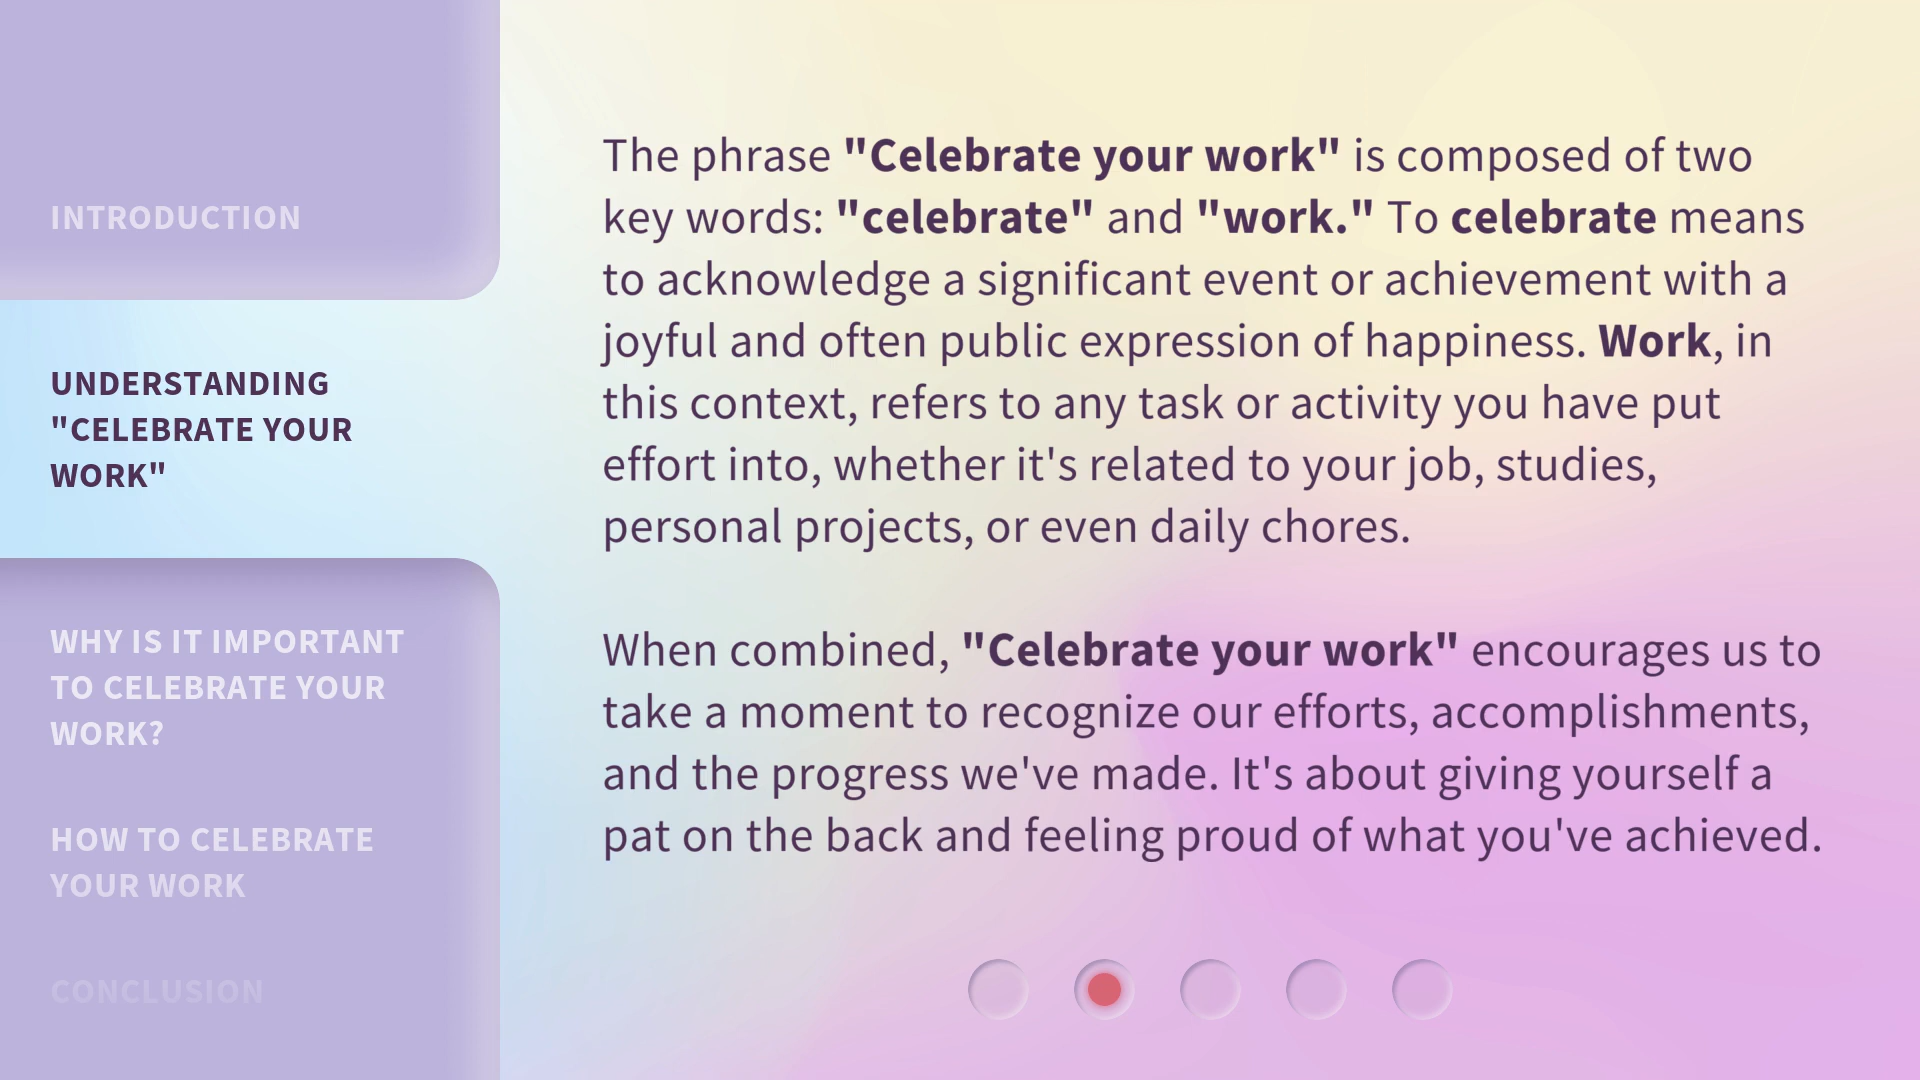 INTRODUCTION
UNDERSTANDING
"CELEBRATE YOUR
WORK"
WHY IS IT IMPORTANT
TO CELEBRATE YOUR
WORK?
HOW TO CELEBRATE
YOUR WORK
CONCLUSION
The phrase "Celebrate your work" is composed of two
key words: "celebrate" and "work." To celebrate means
to acknowledge a significant event or achievement with a
joyful and often public expression of happiness. Work, in
this context, refers to any task or activity you have put
effort into, whether it's related to your job, studies,
personal projects, or even daily chores.
When combined, "Celebrate your work" encourages us to
take a moment to recognize our efforts, accomplishments,
and the progress we've made. It's about giving yourself a
pat on the back and feeling proud of what you've achieved.